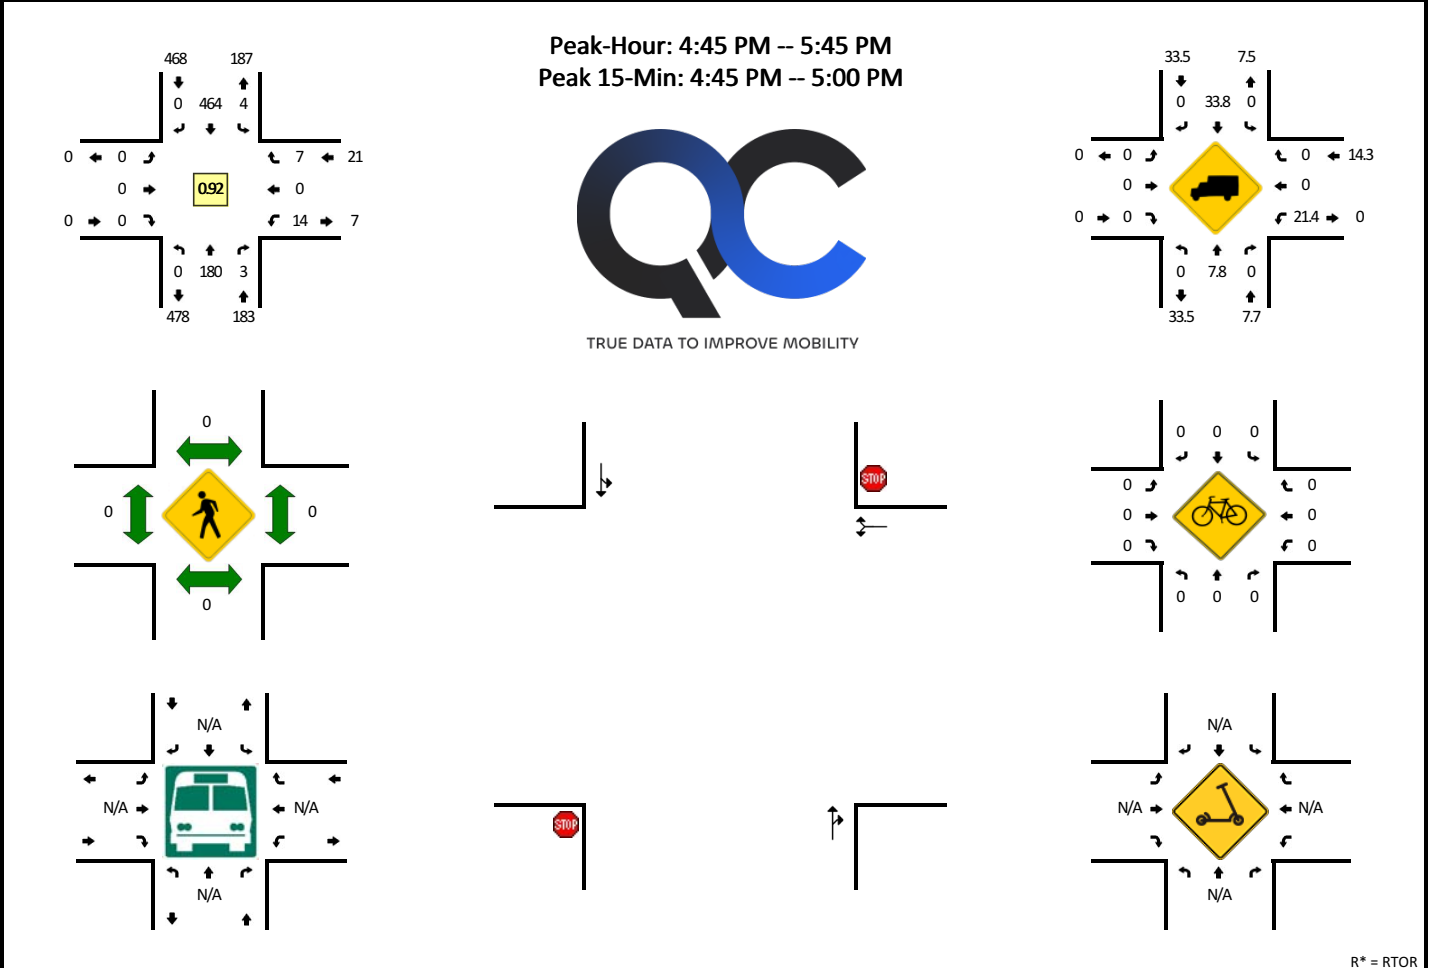 Peak-Hour: 4:45 PM -- 5:45 PM
Peak 15-Min: 4:45 PM -- 5:00 PM
468 187
0 464 4
0 0 7 21
0 0.92 0
0 0 14 7
0 180 3
478 183
QC
TRUE DATA TO IMPROVE MOBILITY
33.5 7.5
0 33.8 0
0 0 0 14.3
0 0
0 0 21.4 0
0 7.8 0
33.5 7.7
0
0 0
0
STOP
STOP
0 0 0
0 0
0 0
0 0
0 0 0
N/A
N/A N/A
N/A
N/A
N/A N/A
N/A
R* = RTOR